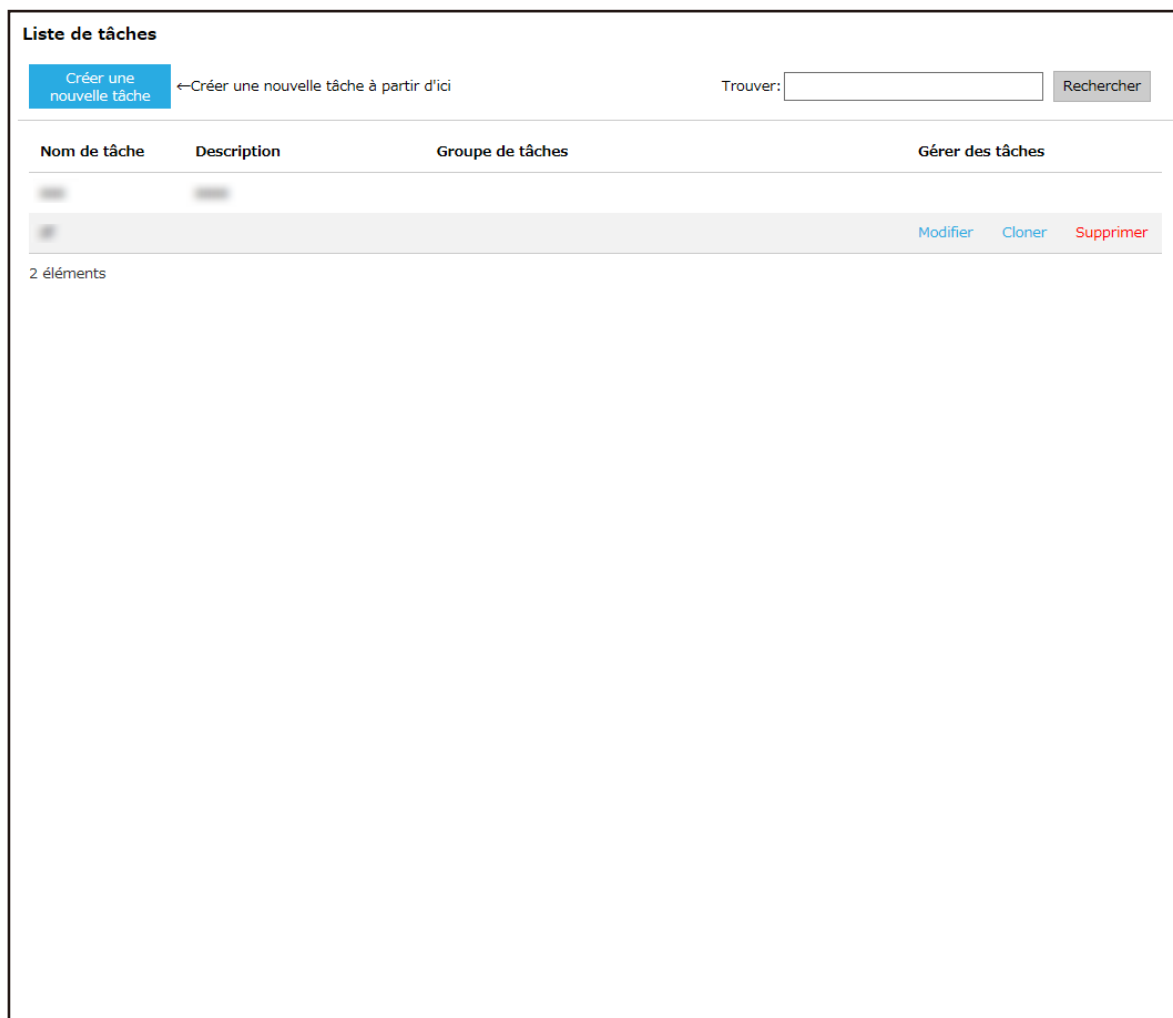 Liste de tâches
Créer une
nouvelle tâche
←Créer une nouvelle tâche à partir d'ici
Trouver:
Rechercher
Nom de tâche Description Groupe de tâches Gérer des tâches
Modifier Cloner Supprimer
2 éléments